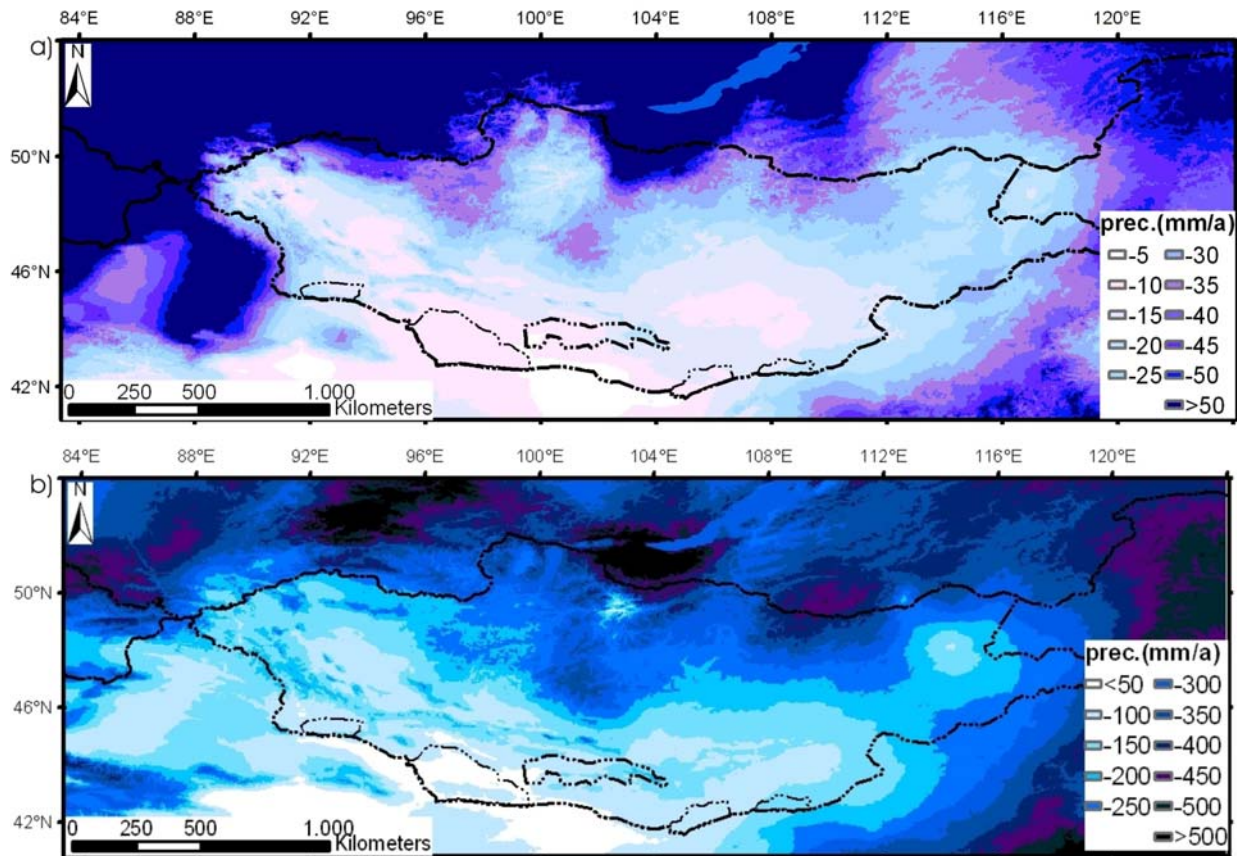 84°E 88°E 92°E 96°E 100°E 104°E 108°E 112°E 116°E 120°E
a)
N
50°N
46°N
42°N
prec.(mm/a)
-5 -30
-10 -35
-15 -40
-20 -45
-25 -50
>50
0 250 500 1.000
Kilometers
84°E 88°E 92°E 96°E 100°E 104°E 108°E 112°E 116°E 120°E
b)
N
50°N
46°N
42°N
prec.(mm/a)
<50 -300
-100 -350
-150 -400
-200 -450
-250 -500
>500
0 250 500 1.000
Kilometers